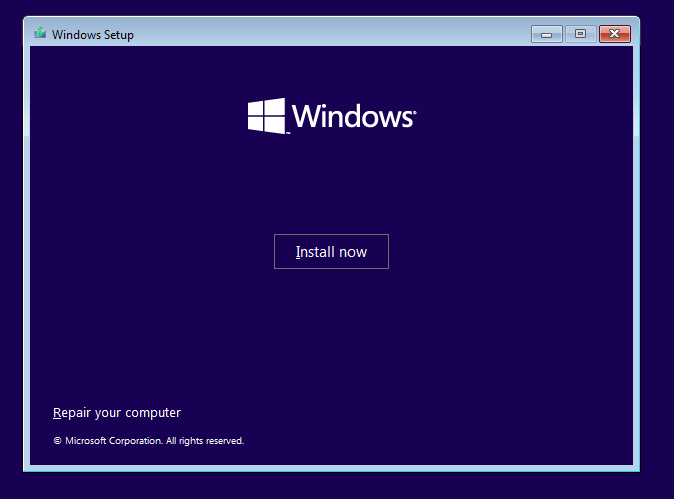 Windows Setup
Windows
Install now
Repair your computer
© Microsoft Corporation. All rights reserved.